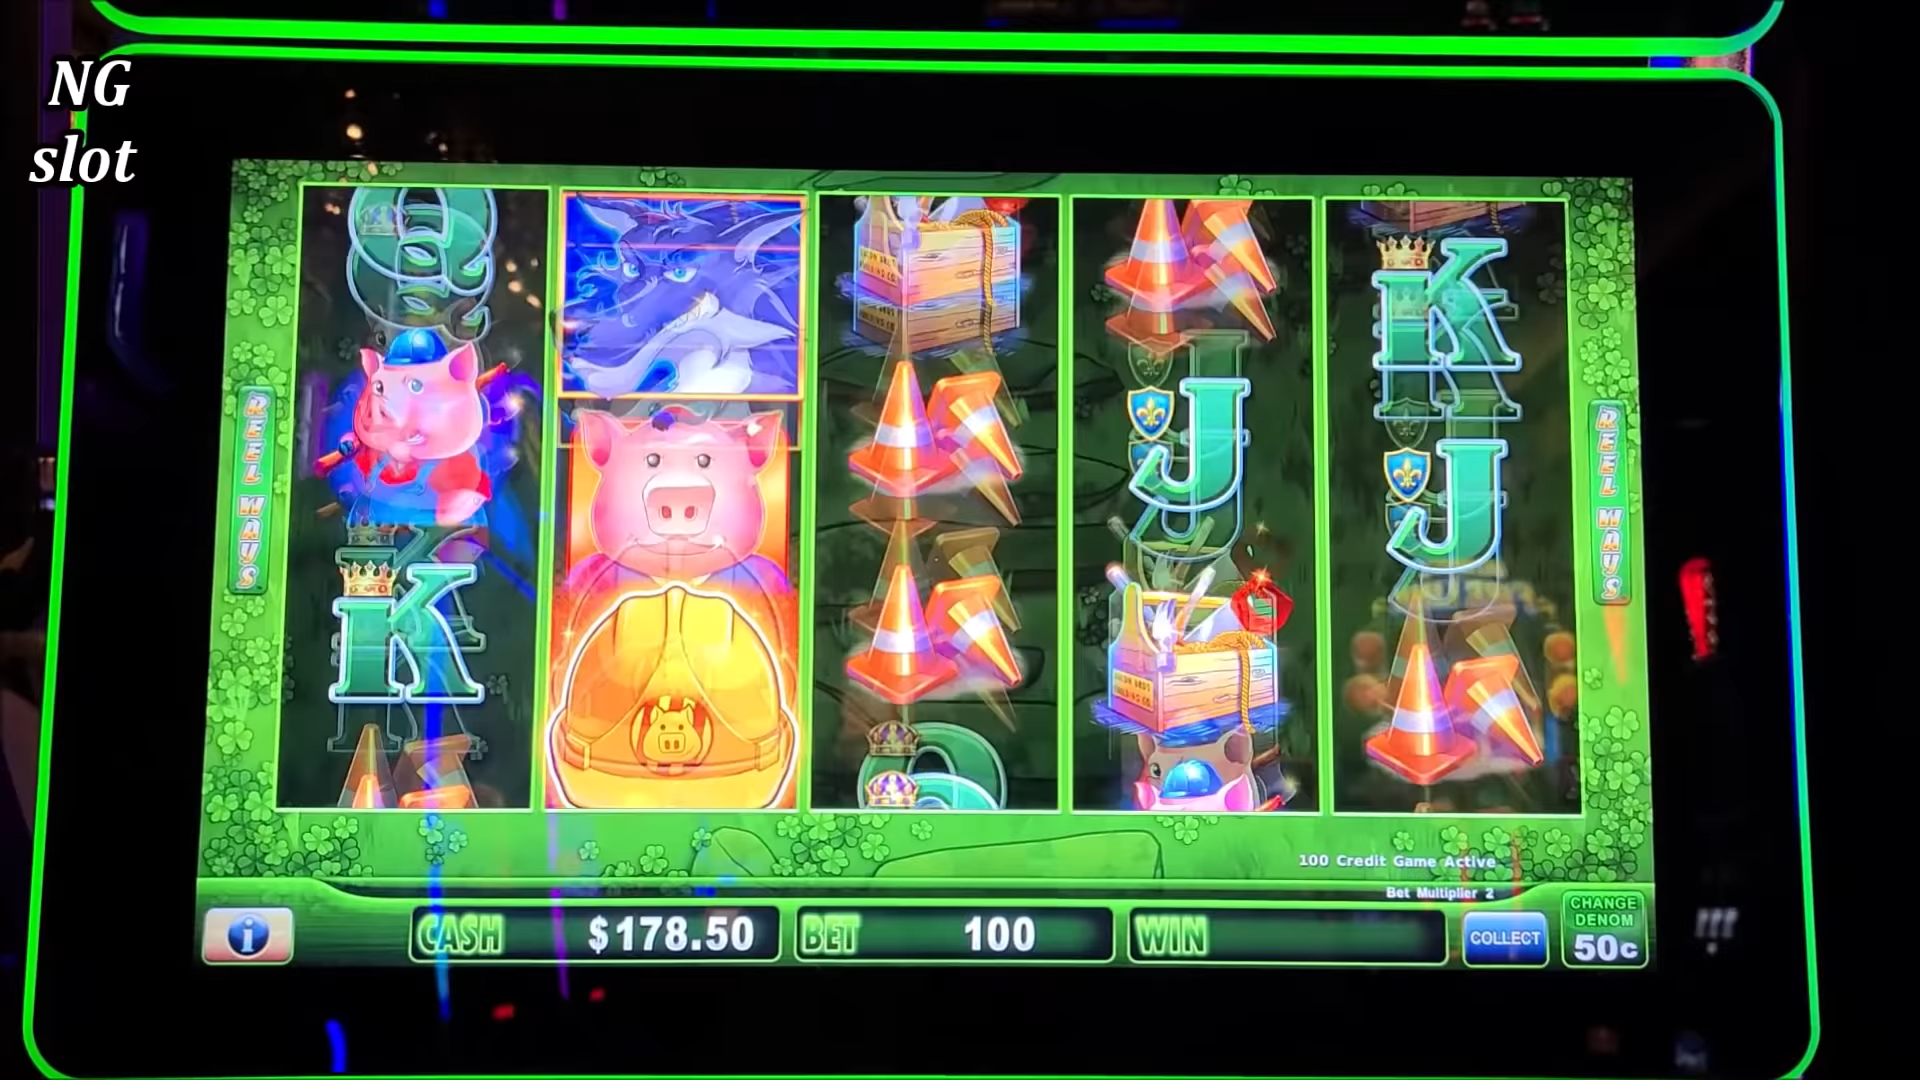 NG
slot
Q
K
K
J
J
K
REEL WAYS
REEL WAYS
100 Credit Game Active
Bet Multiplier 2
CASH $178.50 BET 100 WIN
COLLECT
CHANGE
DENOM
50¢